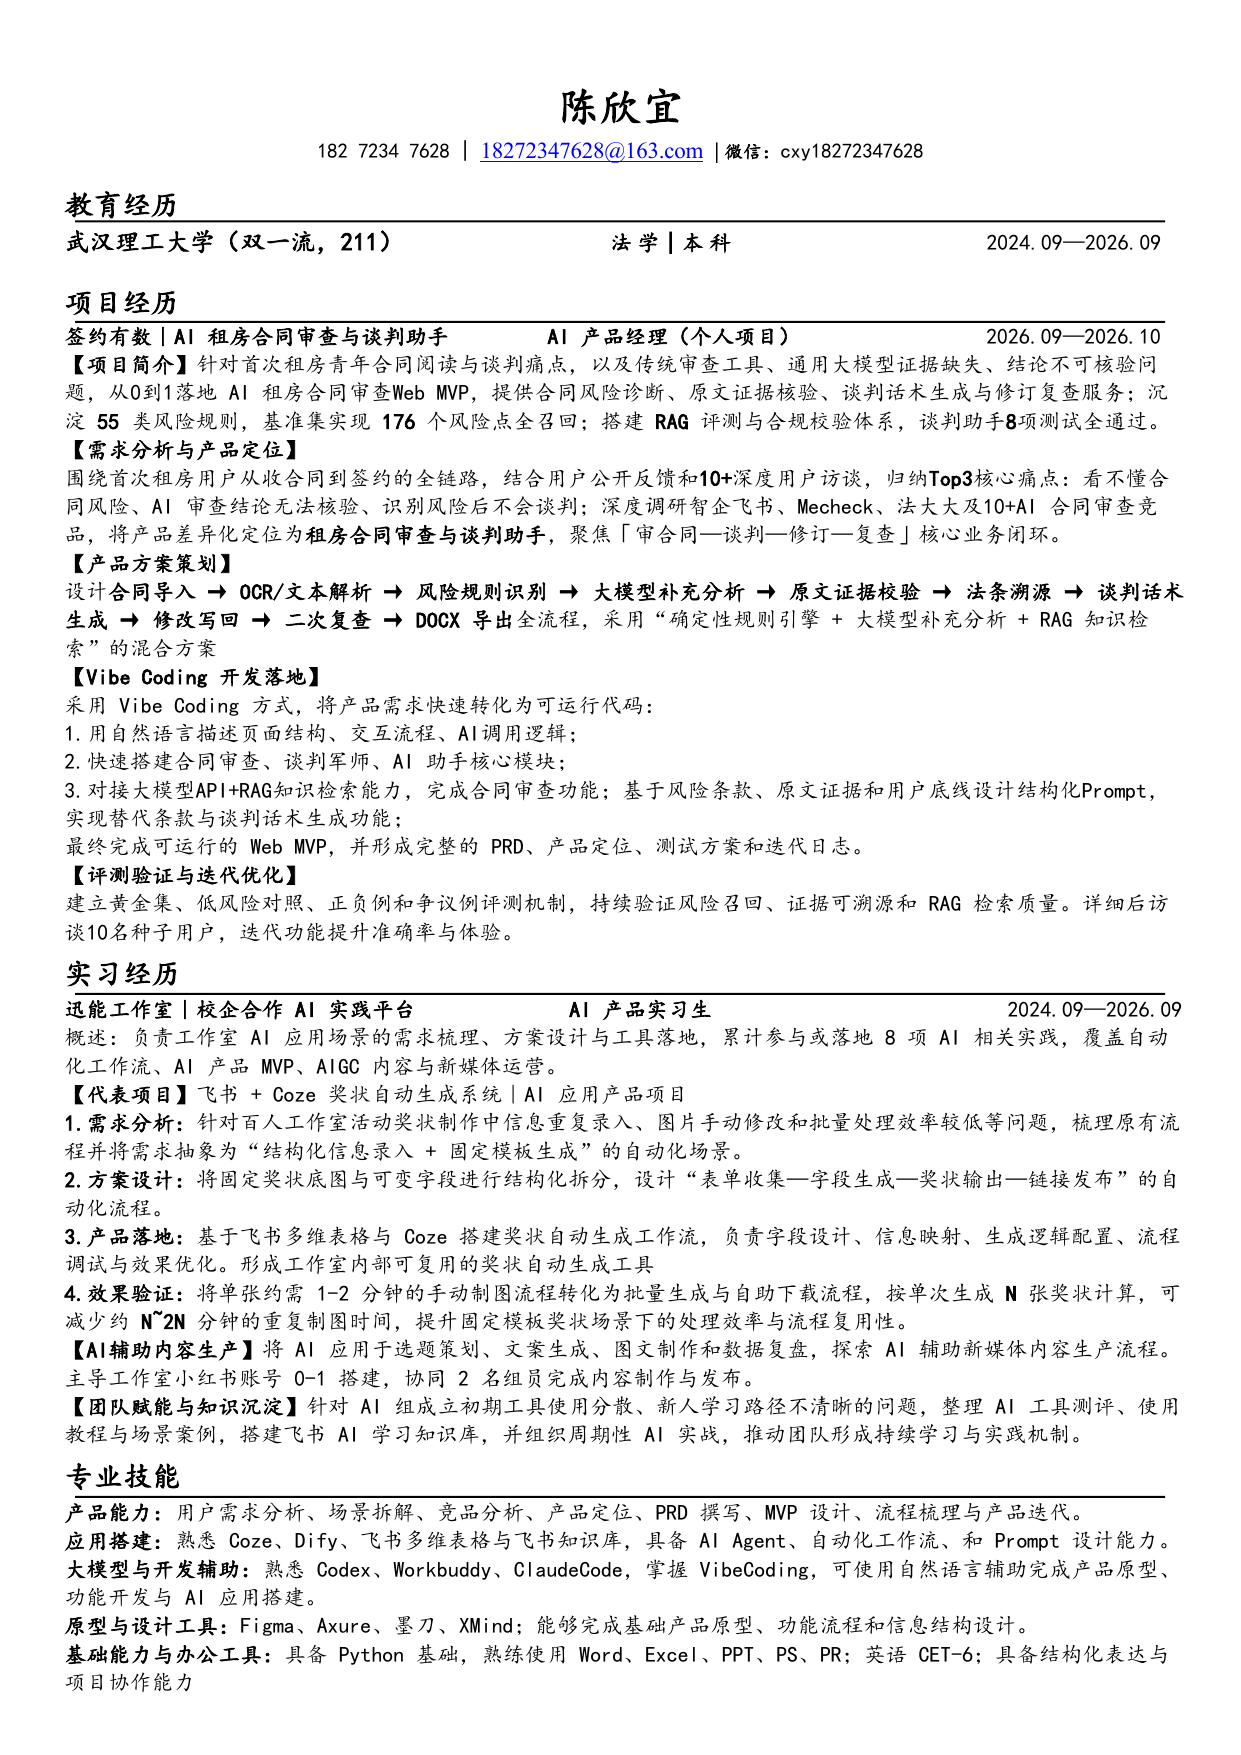 陈欣宜
182 7234 7628 | 18272347628@163.com |微信：cxy18272347628
教育经历
武汉理工大学（双一流，211） 法学|本科 2024.09—2026.09
项目经历
签约有数|AI 租房合同审查与谈判助手 AI 产品经理（个人项目） 2026.09—2026.10
【项目简介】针对首次租房青年合同阅读与谈判痛点，以及传统审查工具、通用大模型证据缺失、结论不可核验问
题，从0到1落地 AI 租房合同审查Web MVP，提供合同风险诊断、原文证据核验、谈判话术生成与修订复查服务；沉
淀 55 类风险规则，基准集实现 176 个风险点全召回；搭建 RAG 评测与合规校验体系，谈判助手8项测试全通过。
【需求分析与产品定位】
围绕首次租房用户从收合同到签约的全链路，结合用户公开反馈和10+深度用户访谈，归纳Top3核心痛点：看不懂合
同风险、AI 审查结论无法核验、识别风险后不会谈判；深度调研智企飞书、Mecheck、法大大及10+AI 合同审查竞
品，将产品差异化定位为租房合同审查与谈判助手，聚焦「审合同—谈判—修订—复查」核心业务闭环。
【产品方案策划】
设计合同导入 → OCR/文本解析 → 风险规则识别 → 大模型补充分析 → 原文证据校验 → 法条溯源 → 谈判话术
生成 → 修改写回 → 二次复查 → DOCX 导出全流程，采用“确定性规则引擎 + 大模型补充分析 + RAG 知识检
索”的混合方案
【Vibe Coding 开发落地】
采用 Vibe Coding 方式，将产品需求快速转化为可运行代码：
1.用自然语言描述页面结构、交互流程、AI调用逻辑；
2.快速搭建合同审查、谈判军师、AI 助手核心模块；
3.对接大模型API+RAG知识检索能力，完成合同审查功能；基于风险条款、原文证据和用户底线设计结构化Prompt，
实现替代条款与谈判话术生成功能；
最终完成可运行的 Web MVP，并形成完整的 PRD、产品定位、测试方案和迭代日志。
【评测验证与迭代优化】
建立黄金集、低风险对照、正负例和争议例评测机制，持续验证风险召回、证据可溯源和 RAG 检索质量。详细后访
谈10名种子用户，迭代功能提升准确率与体验。
实习经历
迅能工作室|校企合作 AI 实践平台 AI 产品实习生 2024.09—2026.09
概述：负责工作室 AI 应用场景的需求梳理、方案设计与工具落地，累计参与或落地 8 项 AI 相关实践，覆盖自动
化工作流、AI 产品 MVP、AIGC 内容与新媒体运营。
【代表项目】飞书 + Coze 奖状自动生成系统|AI 应用产品项目
1.需求分析：针对百人工作室活动奖状制作中信息重复录入、图片手动修改和批量处理效率较低等问题，梳理原有流
程并将需求抽象为“结构化信息录入 + 固定模板生成”的自动化场景。
2.方案设计：将固定奖状底图与可变字段进行结构化拆分，设计“表单收集—字段生成—奖状输出—链接发布”的自
动化流程。
3.产品落地：基于飞书多维表格与 Coze 搭建奖状自动生成工作流，负责字段设计、信息映射、生成逻辑配置、流程
调试与效果优化。形成工作室内部可复用的奖状自动生成工具
4.效果验证：将单张约需 1-2 分钟的手动制图流程转化为批量生成与自助下载流程，按单次生成 N 张奖状计算，可
减少约 N~2N 分钟的重复制图时间，提升固定模板奖状场景下的处理效率与流程复用性。
【AI辅助内容生产】将 AI 应用于选题策划、文案生成、图文制作和数据复盘，探索 AI 辅助新媒体内容生产流程。
主导工作室小红书账号 0-1 搭建，协同 2 名组员完成内容制作与发布。
【团队赋能与知识沉淀】针对 AI 组成立初期工具使用分散、新人学习路径不清晰的问题，整理 AI 工具测评、使用
教程与场景案例，搭建飞书 AI 学习知识库，并组织周期性 AI 实战，推动团队形成持续学习与实践机制。
专业技能
产品能力：用户需求分析、场景拆解、竞品分析、产品定位、PRD 撰写、MVP 设计、流程梳理与产品迭代。
应用搭建：熟悉 Coze、Dify、飞书多维表格与飞书知识库，具备 AI Agent、自动化工作流、和 Prompt 设计能力。
大模型与开发辅助：熟悉 Codex、Workbuddy、ClaudeCode，掌握 VibeCoding，可使用自然语言辅助完成产品原型、
功能开发与 AI 应用搭建。
原型与设计工具：Figma、Axure、墨刀、XMind；能够完成基础产品原型、功能流程和信息结构设计。
基础能力与办公工具：具备 Python 基础，熟练使用 Word、Excel、PPT、PS、PR；英语 CET-6；具备结构化表达与
项目协作能力